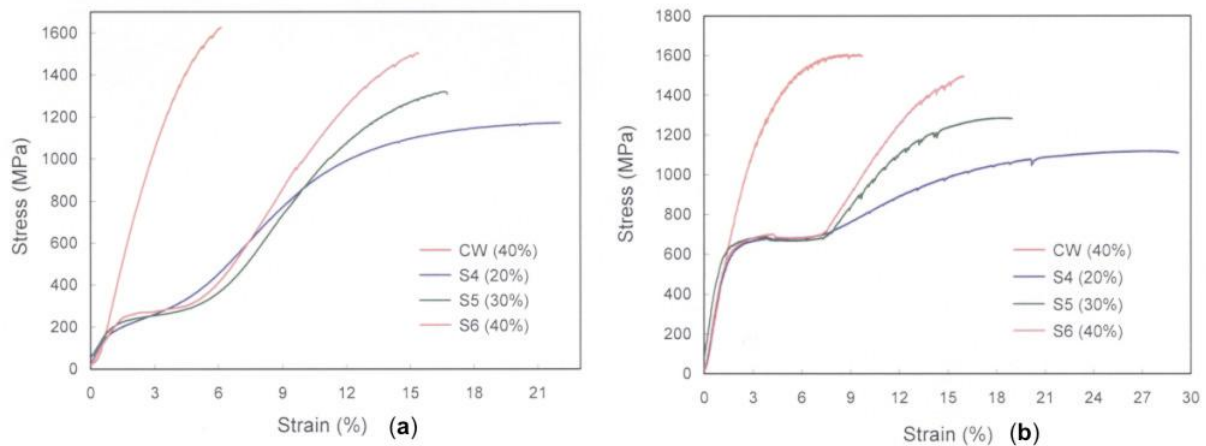 1600
1400
1200
1000
800
600
400
200
0
Stress (MPa)
CW (40%)
S4 (20%)
S5 (30%)
S6 (40%)
0 3 6 9 12 15 18 21
Strain (%) (a)
1800
1600
1400
1200
1000
800
600
400
200
0
Stress (MPa)
CW (40%)
S4 (20%)
S5 (30%)
S6 (40%)
0 3 6 9 12 15 18 21 24 27 30
Strain (%) (b)